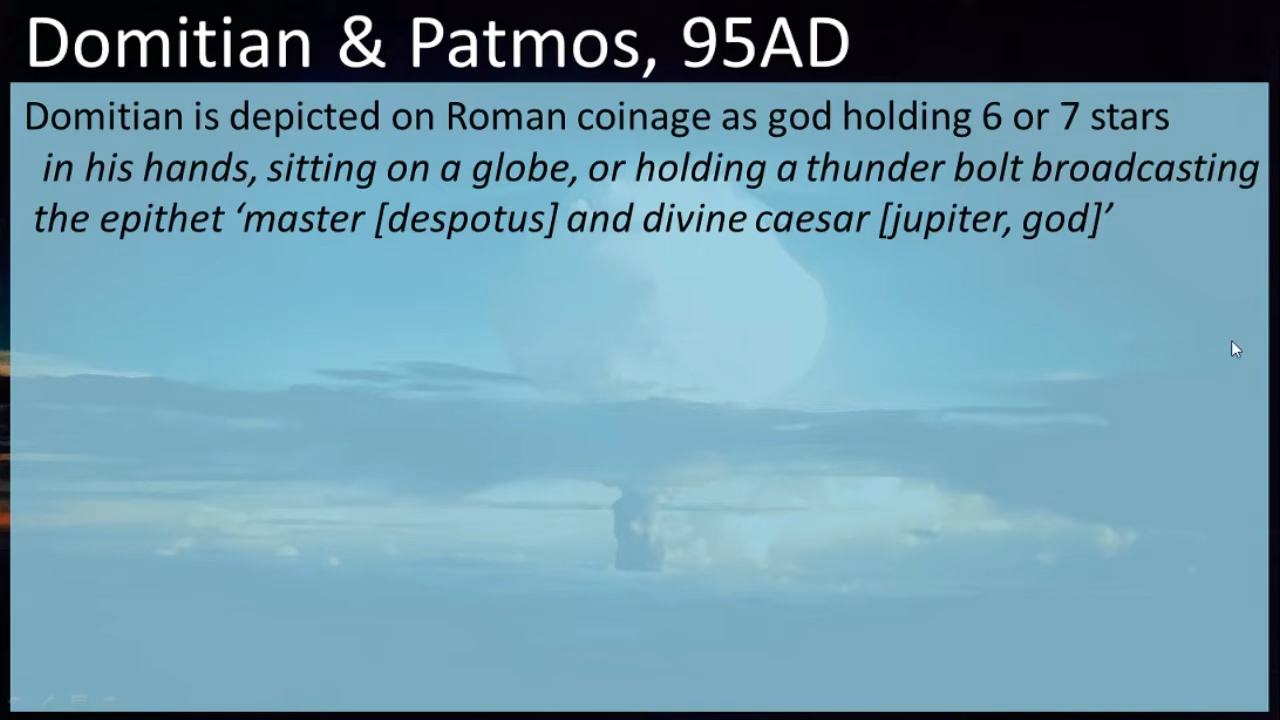 Domitian & Patmos, 95AD
Domitian is depicted on Roman coinage as god holding 6 or 7 stars
in his hands, sitting on a globe, or holding a thunder bolt broadcasting
the epithet ‘master [despotus] and divine caesar [jupiter, god]’